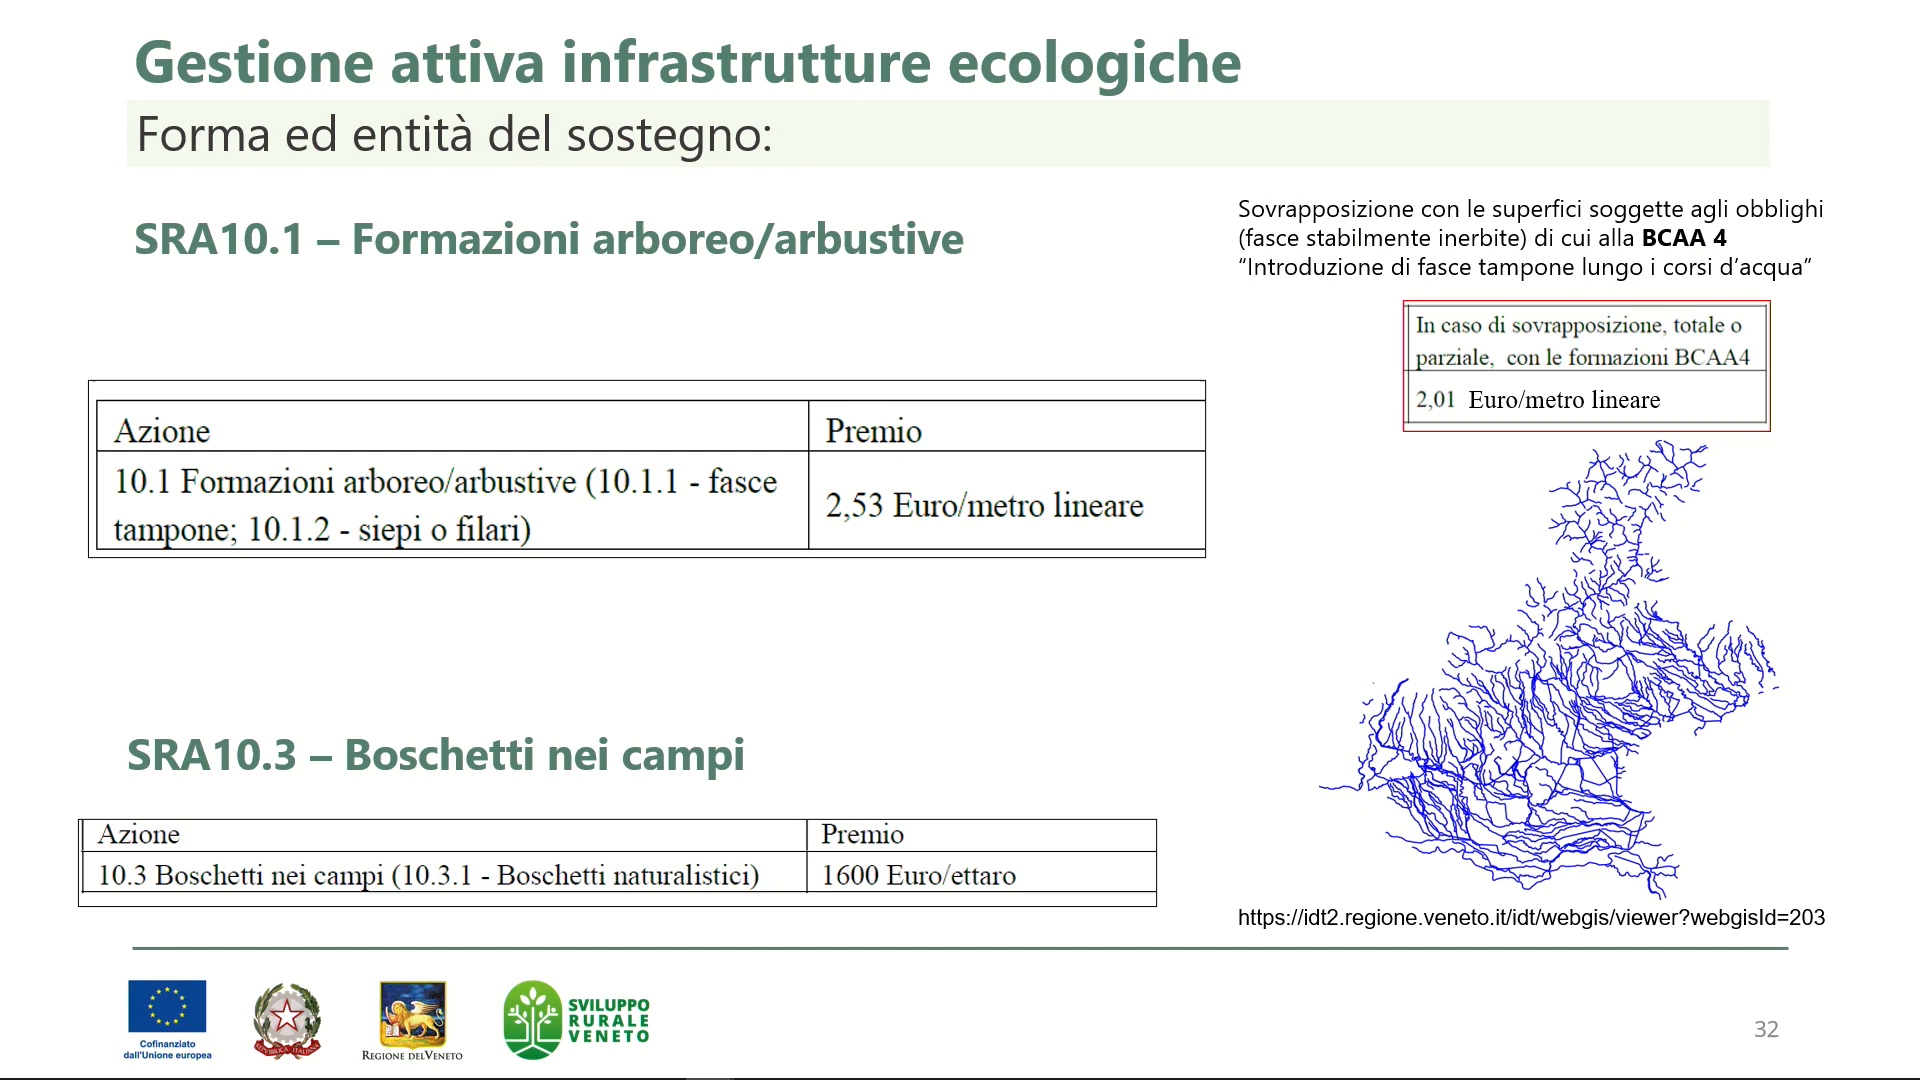 Gestione attiva infrastrutture ecologiche
Forma ed entità del sostegno:
SRA10.1 – Formazioni arboreo/arbustive
Azione
Premio
10.1 Formazioni arboreo/arbustive (10.1.1 - fasce
tampone; 10.1.2 - siepi o filari)
2,53 Euro/metro lineare
Sovrapposizione con le superfici soggette agli obblighi
(fasce stabilmente inerbite) di cui alla BCAA 4
“Introduzione di fasce tampone lungo i corsi d’acqua”
In caso di sovrapposizione, totale o
parziale, con le formazioni BCAA4
2,01 Euro/metro lineare
SRA10.3 – Boschetti nei campi
Azione
Premio
10.3 Boschetti nei campi (10.3.1 - Boschetti naturalistici)
1600 Euro/ettaro
https://idt2.regione.veneto.it/idt/webgis/viewer?webgisId=203
Cofinanziato
dall'Unione europea
REPVBBLICA ITALIANA
REGIONE DEL VENETO
SVILUPPO
RURALE
VENETO
32